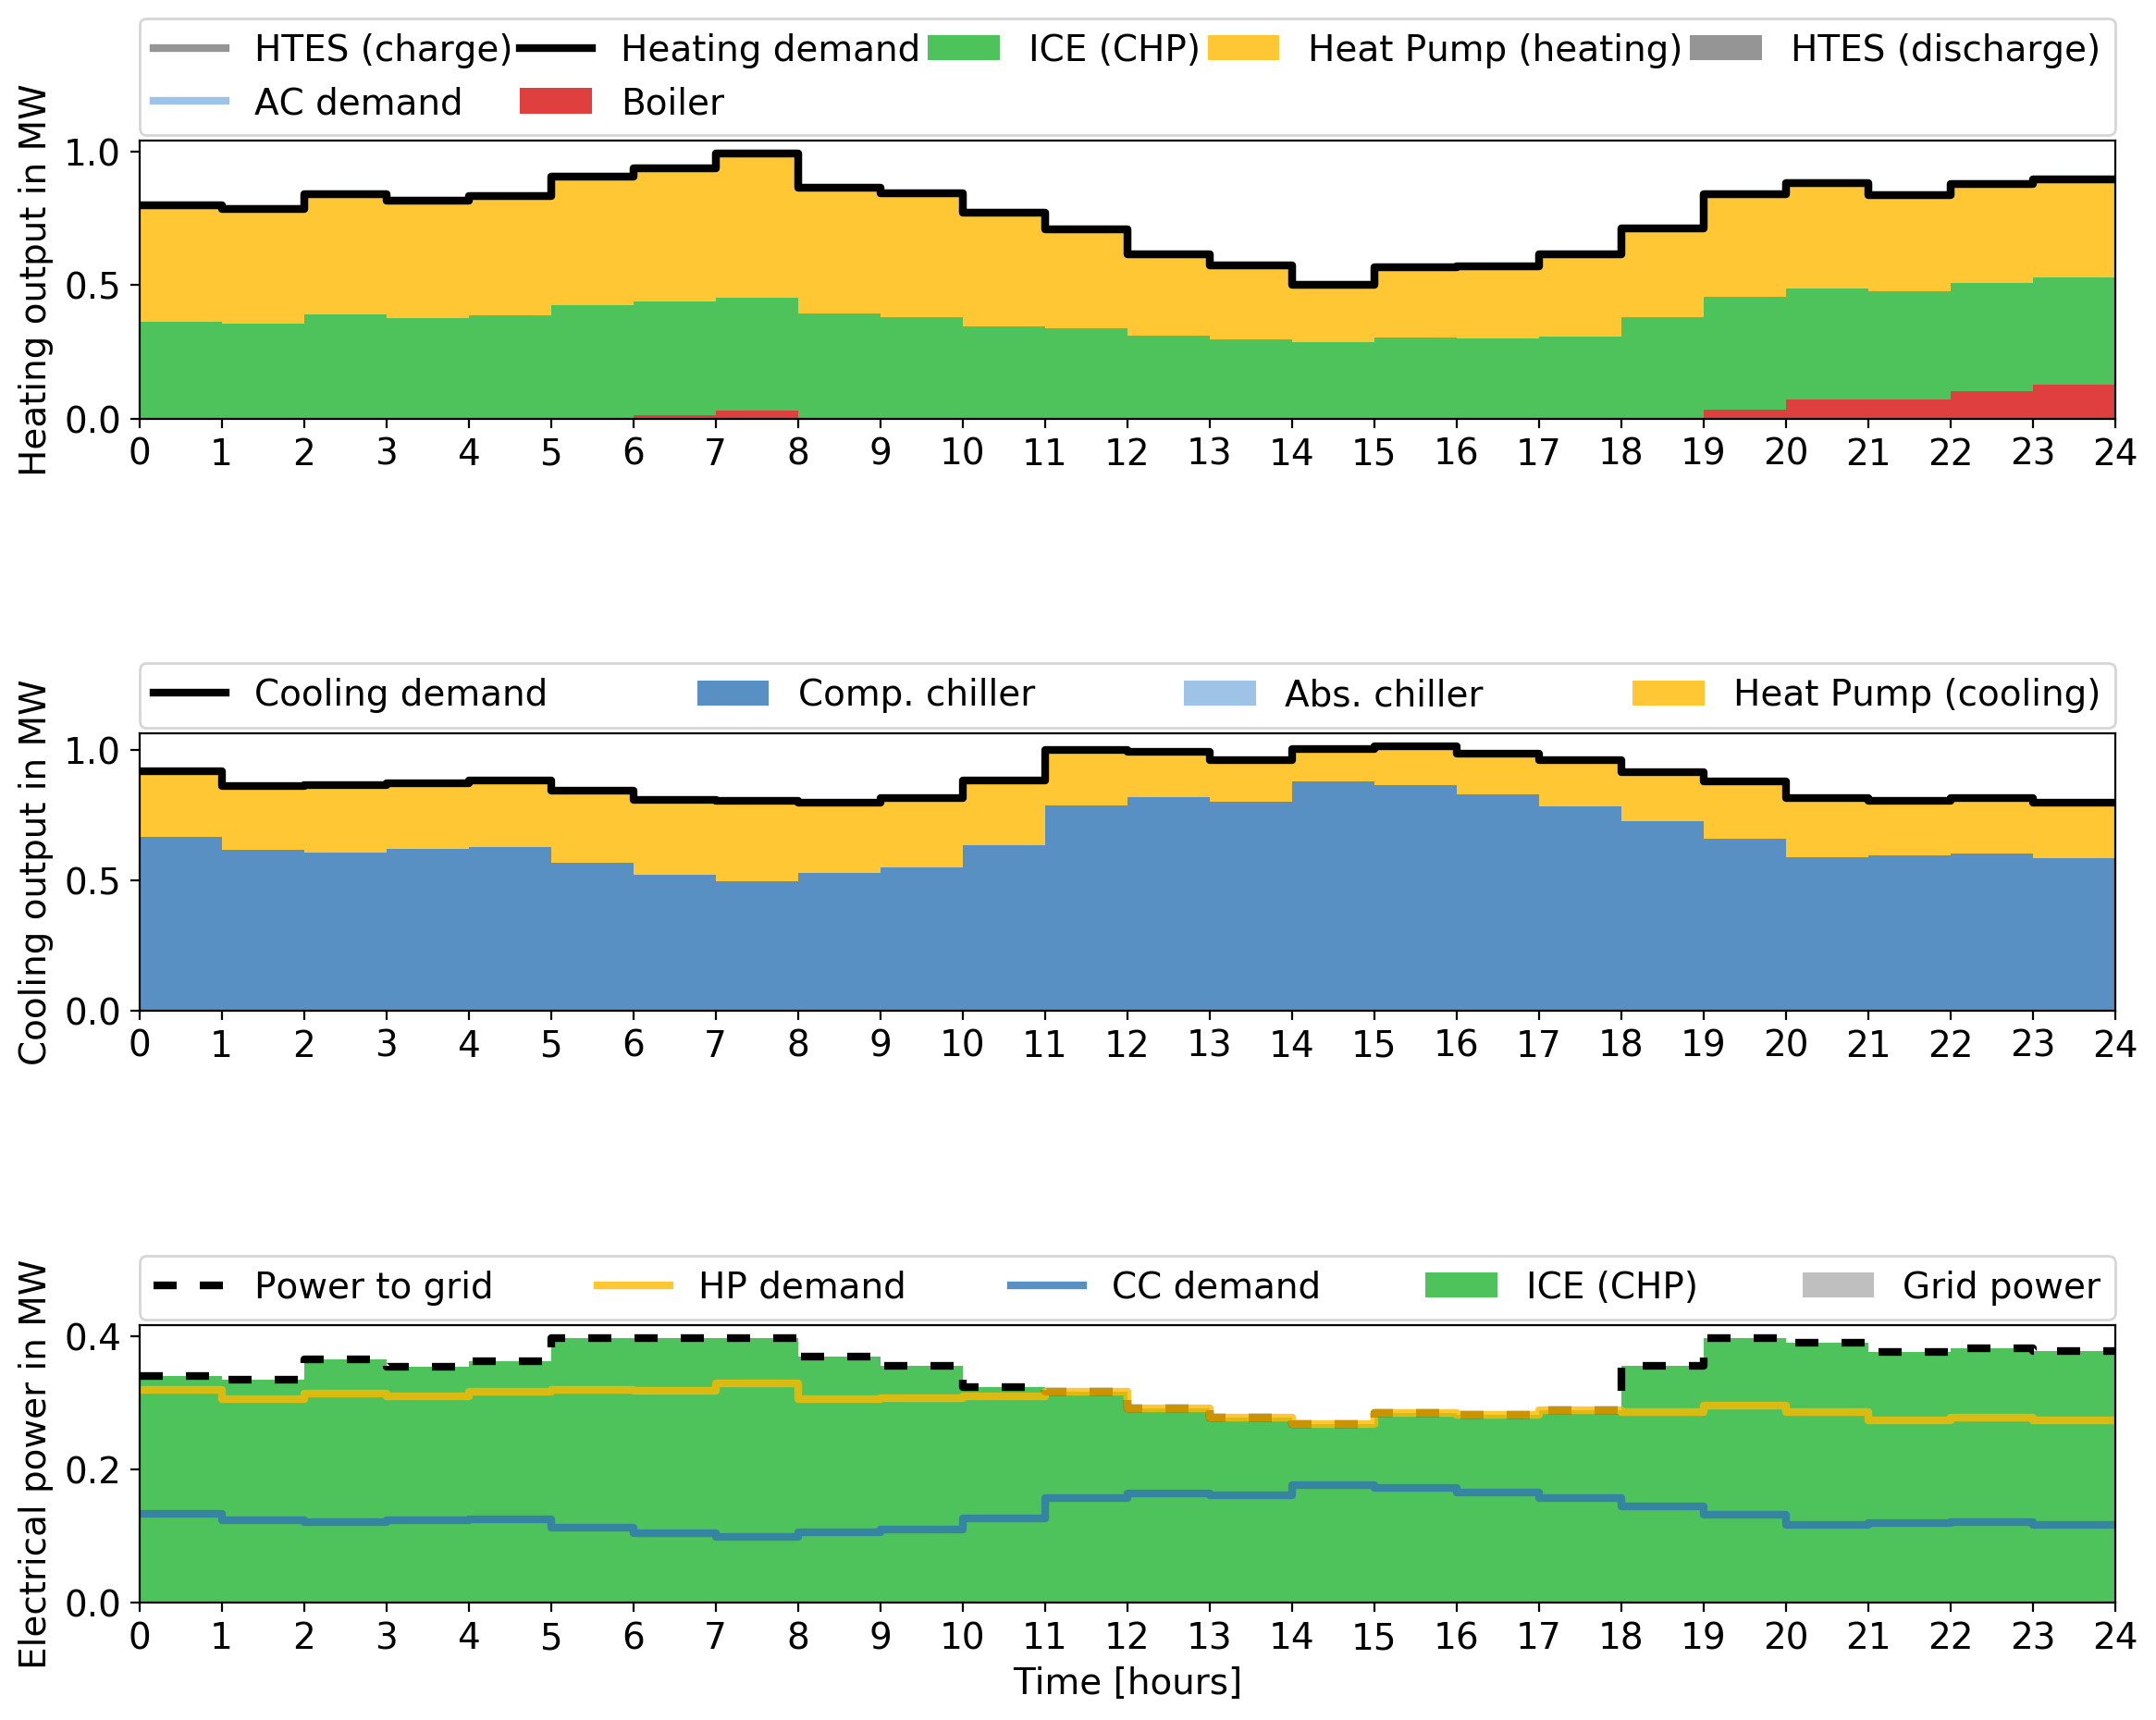 HTES (charge) Heating demand ICE (CHP) Heat Pump (heating) HTES (discharge)
AC demand Boiler
Heating output in MW
1.0
0.5
0.0
0 1 2 3 4 5 6 7 8 9 10 11 12 13 14 15 16 17 18 19 20 21 22 23 24
Cooling demand Comp. chiller Abs. chiller Heat Pump (cooling)
Cooling output in MW
1.0
0.5
0.0
0 1 2 3 4 5 6 7 8 9 10 11 12 13 14 15 16 17 18 19 20 21 22 23 24
Power to grid HP demand CC demand ICE (CHP) Grid power
Electrical power in MW
0.4
0.2
0.0
0 1 2 3 4 5 6 7 8 9 10 11 12 13 14 15 16 17 18 19 20 21 22 23 24
Time [hours]